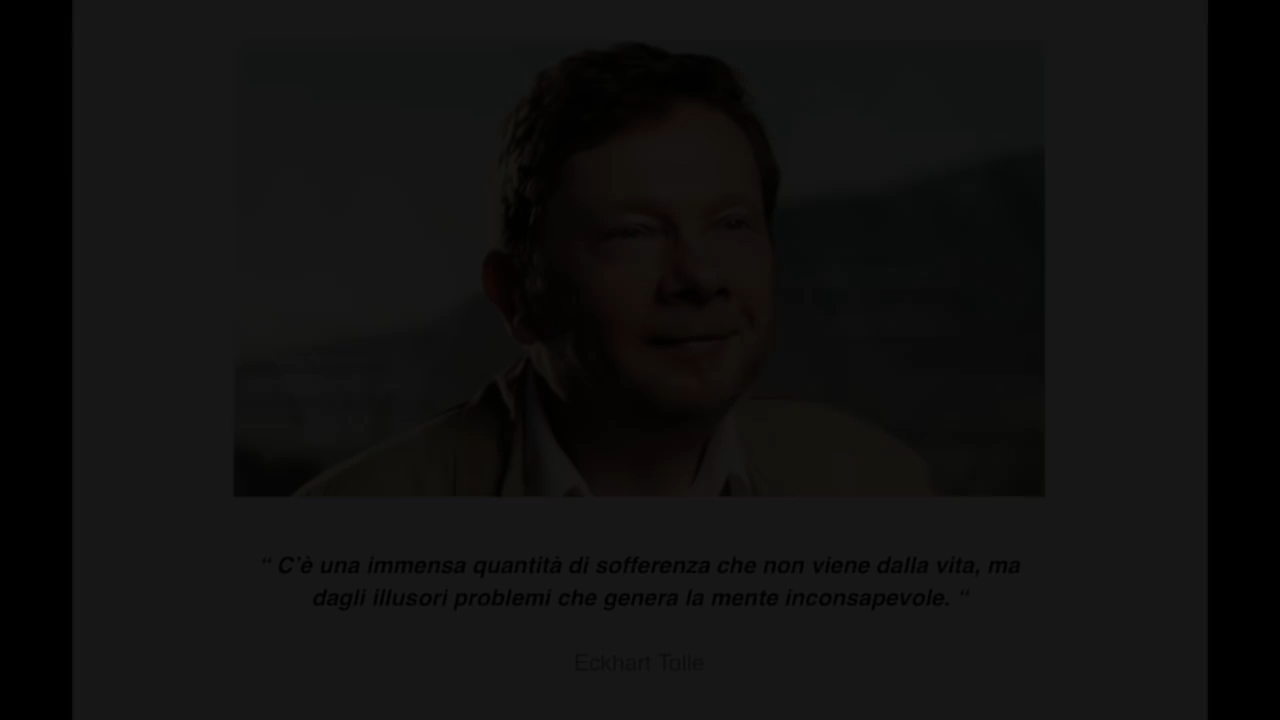 “ C’è una immensa quantità di sofferenza che non viene dalla vita, ma
dagli illusori problemi che genera la mente inconsapevole. “
Eckhart Tolle